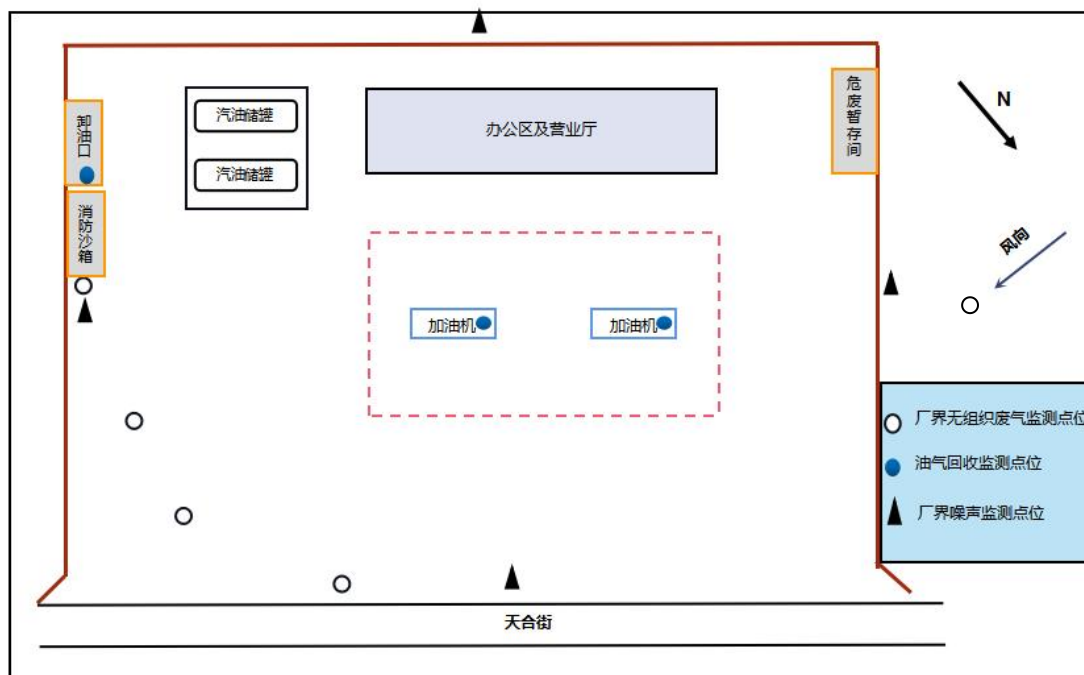 卸油口
汽油储罐
汽油储罐
办公区及营业厅
危废暂存间
N
消防沙箱
风向
加油机
加油机
厂界无组织废气监测点位
油气回收监测点位
厂界噪声监测点位
天合街